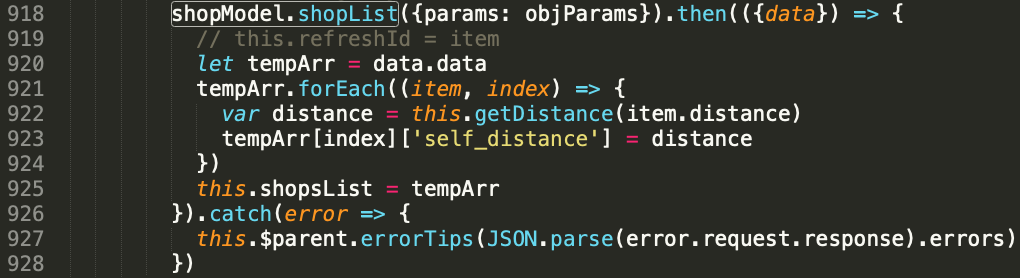 918 shopModel.shopList({params: objParams}).then(({data}) => {
919 // this.refreshId = item
920 let tempArr = data.data
921 tempArr.forEach((item, index) => {
922 var distance = this.getDistance(item.distance)
923 tempArr[index]['self_distance'] = distance
924 })
925 this.shopsList = tempArr
926 }).catch(error => {
927 this.$parent.errorTips(JSON.parse(error.request.response).errors)
928 })